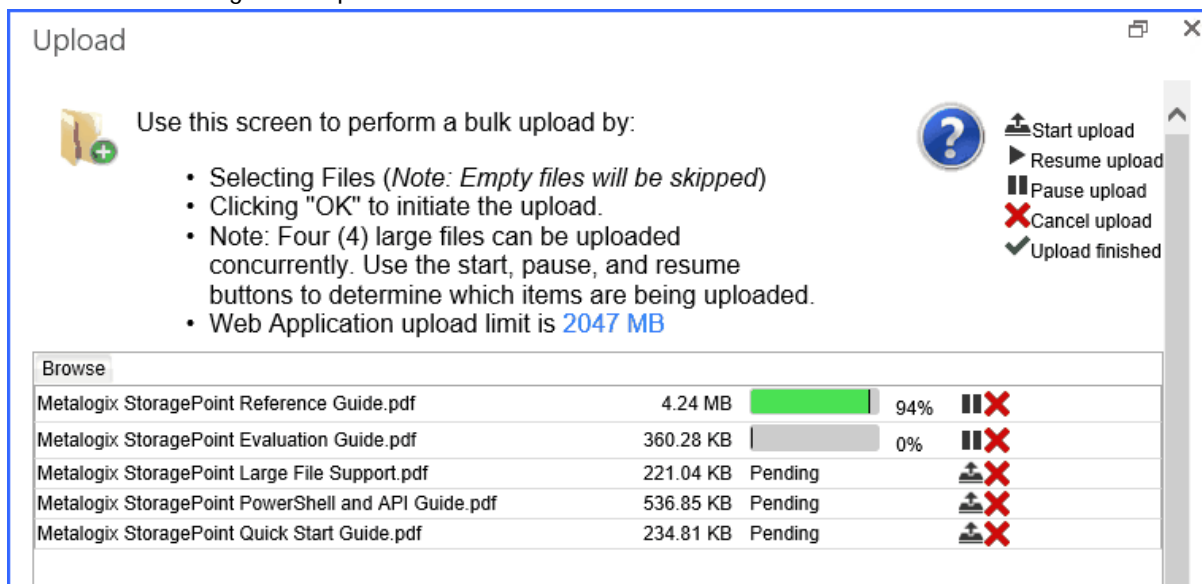 Upload
Use this screen to perform a bulk upload by:
• Selecting Files (Note: Empty files will be skipped)
• Clicking "OK" to initiate the upload.
• Note: Four (4) large files can be uploaded
concurrently. Use the start, pause, and resume
buttons to determine which items are being uploaded.
• Web Application upload limit is 2047 MB
?
Start upload
Resume upload
Pause upload
Cancel upload
Upload finished
Browse
Metalogix StoragePoint Reference Guide.pdf 4.24 MB 94%
Metalogix StoragePoint Evaluation Guide.pdf 360.28 KB 0%
Metalogix StoragePoint Large File Support.pdf 221.04 KB Pending
Metalogix StoragePoint PowerShell and API Guide.pdf 536.85 KB Pending
Metalogix StoragePoint Quick Start Guide.pdf 234.81 KB Pending